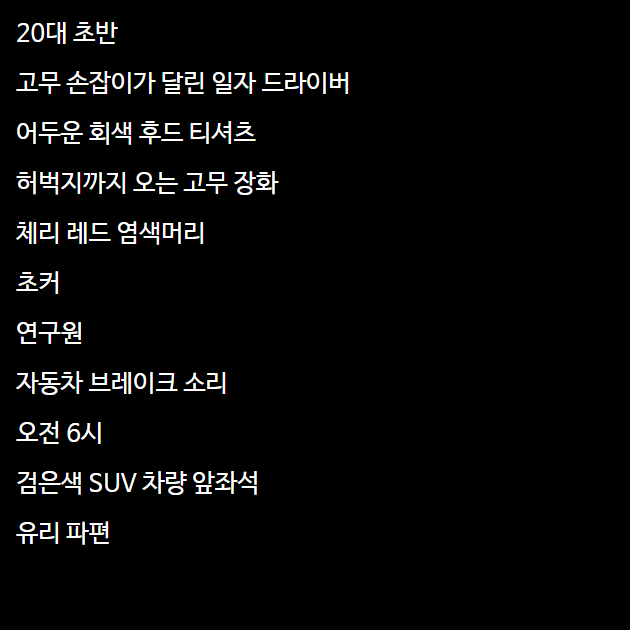 20대 초반
고무 손잡이가 달린 일자 드라이버
어두운 회색 후드 티셔츠
허벅지까지 오는 고무 장화
체리 레드 염색머리
초커
연구원
자동차 브레이크 소리
오전 6시
검은색 SUV 차량 앞좌석
유리 파편